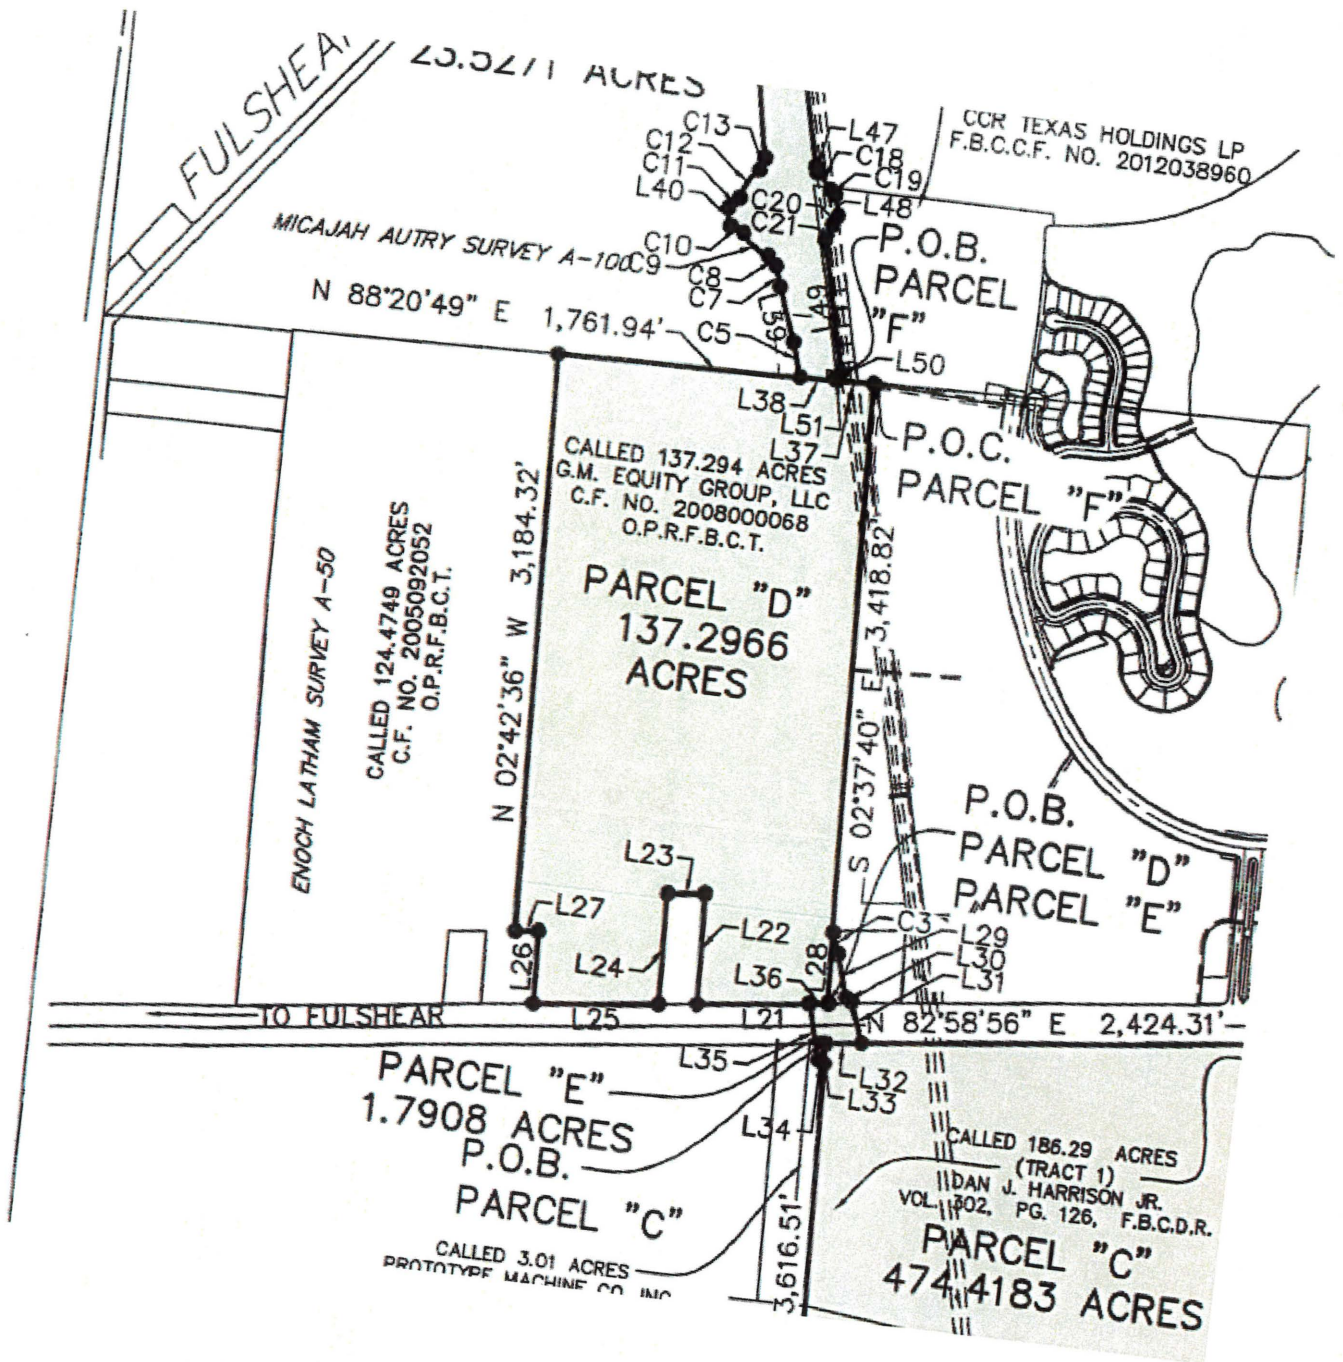 FULSHEA
23.5271 ACRES
CCR TEXAS HOLDINGS LP
F.B.C.C.F. NO. 2012038960
C13
C12
C11
L40
L47
C18
C19
C20
L48
C21
MICAJAH AUTRY SURVEY A-100
C10
C9
C8
C7
P.O.B.
PARCEL
"F"
N 88°20'49" E 1,761.94'
C5
L39
L49
L50
L38
L51
L37
P.O.C.
PARCEL "F"
CALLED 137.294 ACRES
G.M. EQUITY GROUP, LLC
C.F. NO. 2008000068
O.P.R.F.B.C.T.
PARCEL "D"
137.2966
ACRES
N 02°42'36" W 3,184.32'
S 02°37'40" E 3,418.82'
ENOCH LATHAM SURVEY A-50
CALLED 124.4749 ACRES
C.F. NO. 2005092052
O.P.R.F.B.C.T.
P.O.B.
PARCEL "D"
PARCEL "E"
L23
L27
L22
C3
L29
L26
L24
L28
L30
L36
L31
TO FULSHEAR
L25
L21
N 82°58'56" E 2,424.31'
L35
L32
L33
L34
PARCEL "E"
1.7908 ACRES
P.O.B.
PARCEL "C"
CALLED 3.01 ACRES
PROTOTYPE MACHINE CO INC
3,616.51'
CALLED 186.29 ACRES
(TRACT 1)
DAN J. HARRISON JR.
VOL. 302, PG. 126, F.B.C.D.R.
PARCEL "C"
474.4183 ACRES